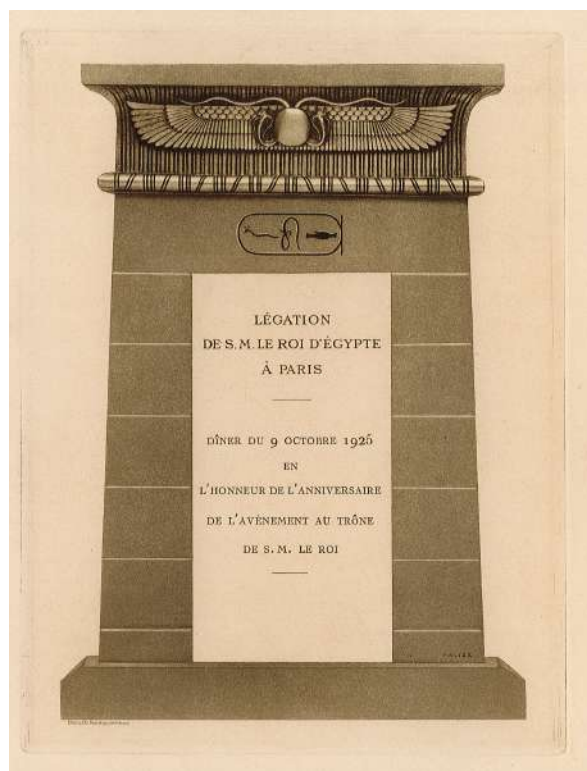 LÉGATION
DE S. M. LE ROI D'ÉGYPTE
À PARIS
DÎNER DU 9 OCTOBRE 1925
EN
L'HONNEUR DE L'ANNIVERSAIRE
DE L'AVÈNEMENT AU TRÔNE
DE S. M. LE ROI